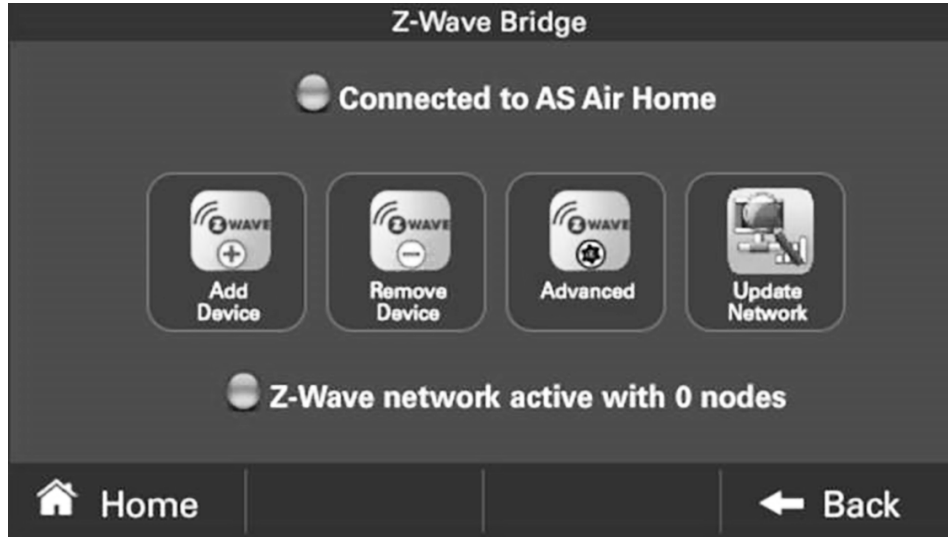 Z-Wave Bridge
Connected to AS Air Home
Z WAVE
Z WAVE
Z WAVE
Add
Device
Remove
Device
Advanced
Update
Network
Z-Wave network active with 0 nodes
Home
Back